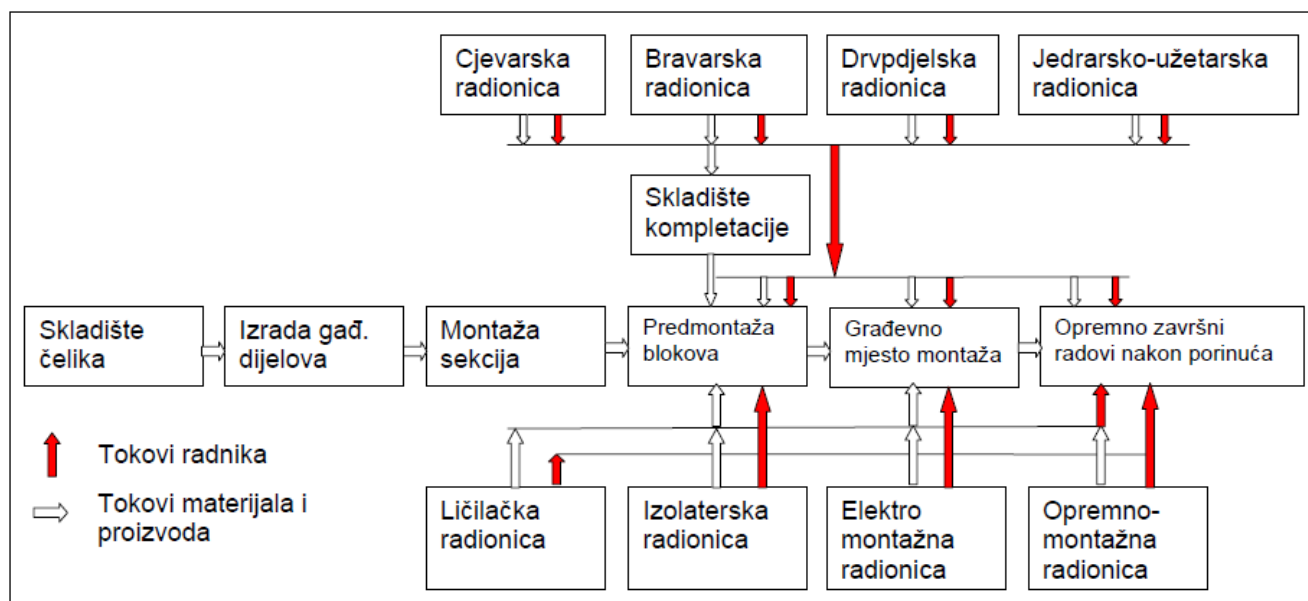 Cjevarska
radionica
Bravarska
radionica
Drvpdjelska
radionica
Jedrarsko-užetarska
radionica
Skladište
kompletacije
Skladište
čelika
Izrada gađ.
dijelova
Montaža
sekcija
Predmontaža
blokova
Građevno
mjesto montaža
Opremno završni
radovi nakon porinuća
Tokovi radnika
Tokovi materijala i
proizvoda
Ličilačka
radionica
Izolaterska
radionica
Elektro
montažna
radionica
Opremno-
montažna
radionica